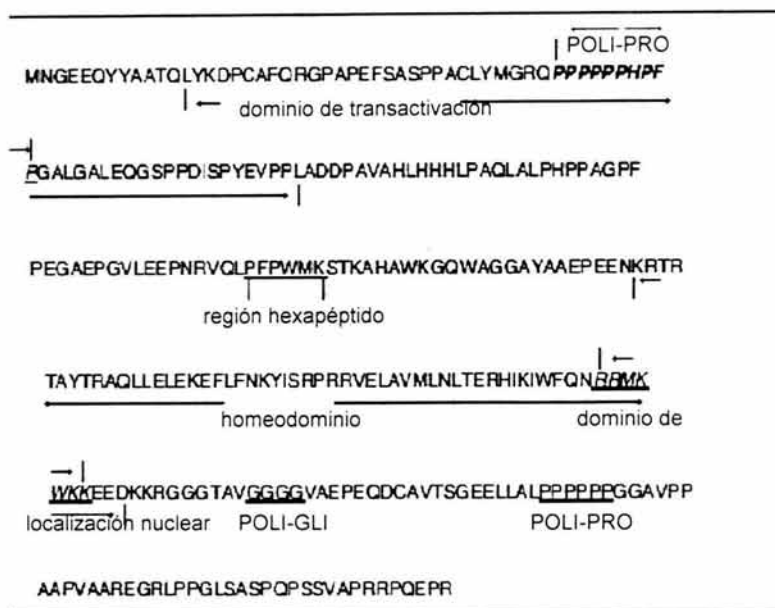 POLI-PRO
MNGEEQYYAATQLYKDPCAFQRGPAPEFSASPPACLYMGRQPPPPPPHPF
dominio de transactivación
PGALGALEQGSPPDISPYEVPPLADDPAVAHLHHHLPAQLALPHPPAGPF
PEGAEPGVLEEPNRVQLPFPWMKSTKAHAWKGQWAGGAYAAEPEENKRTR
región hexapéptido
TAYTRAQLLELEKEFLFNKYISRPRRVELAVMLNLTERHIKIWFQNRRMK
homeodominio dominio de
WKKEEDKKRGGGTAVGGGGVAEPEQDCAVTSGEELLALPPPPPPGGAVPP
localización nuclear POLI-GLI POLI-PRO
AAPVAAREGRLPPGLSASPQPSSVAPRRPQEPR